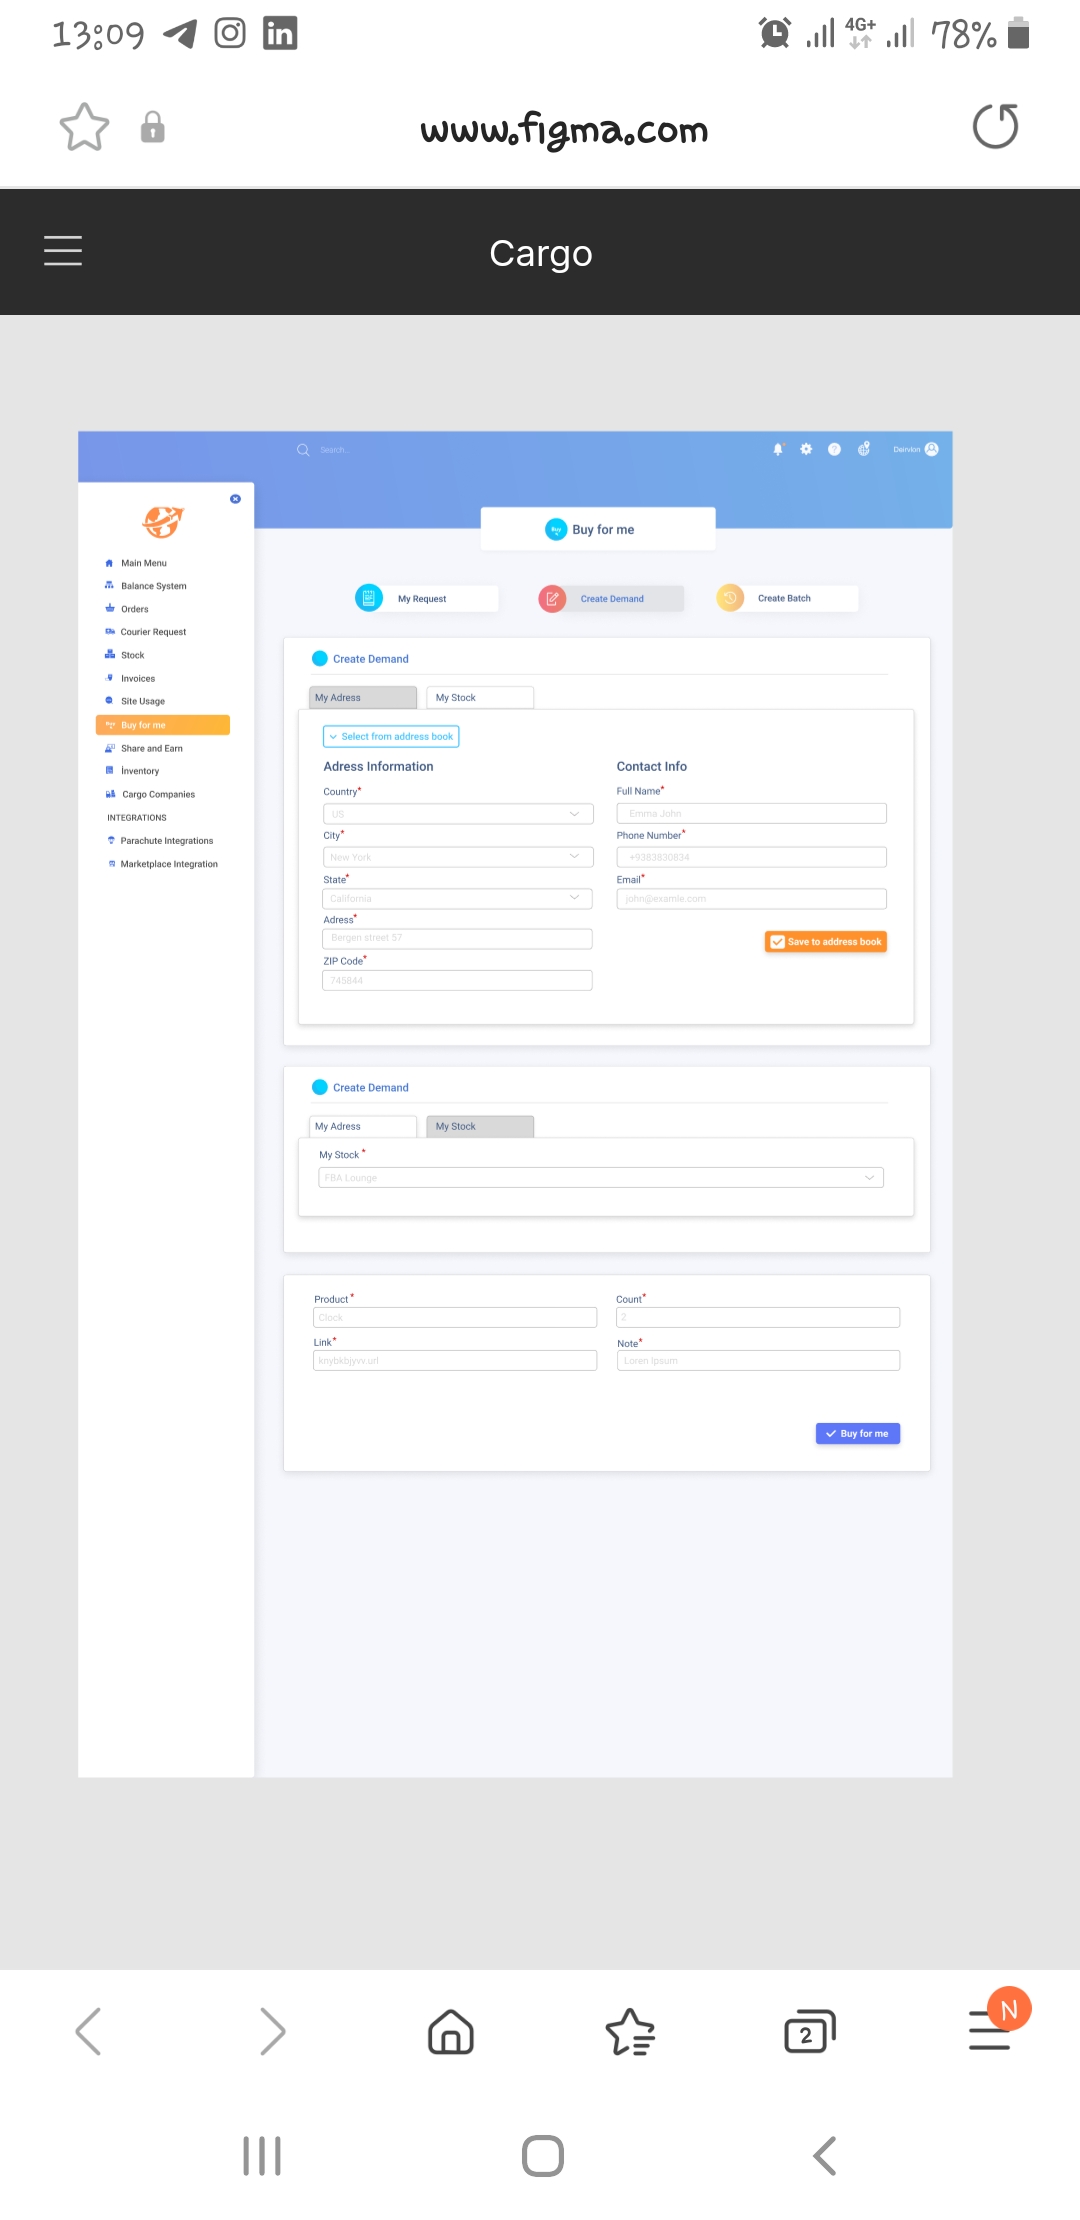 13:09
4G+
78%
www.figma.com
Cargo
Search...
?
Deirvlon
Buy
Buy for me
Main Menu
Balance System
Orders
Courier Request
Stock
Invoices
Site Usage
Buy for me
Share and Earn
İnventory
Cargo Companies
INTEGRATIONS
Parachute Integrations
Marketplace Integration
My Request
Create Demand
Create Batch
Create Demand
My Adress
My Stock
Select from address book
Adress Information
Contact Info
Country*
Full Name*
US
Emma John
City*
Phone Number*
New York
+9383830834
State*
Email*
California
john@examle.com
Adress*
Bergen street 57
Save to address book
ZIP Code*
745844
Create Demand
My Adress
My Stock
My Stock *
FBA Lounge
Product *
Count*
Clock
2
Link*
Note*
knybkbjyvv.url
Loren Ipsum
Buy for me
2
N